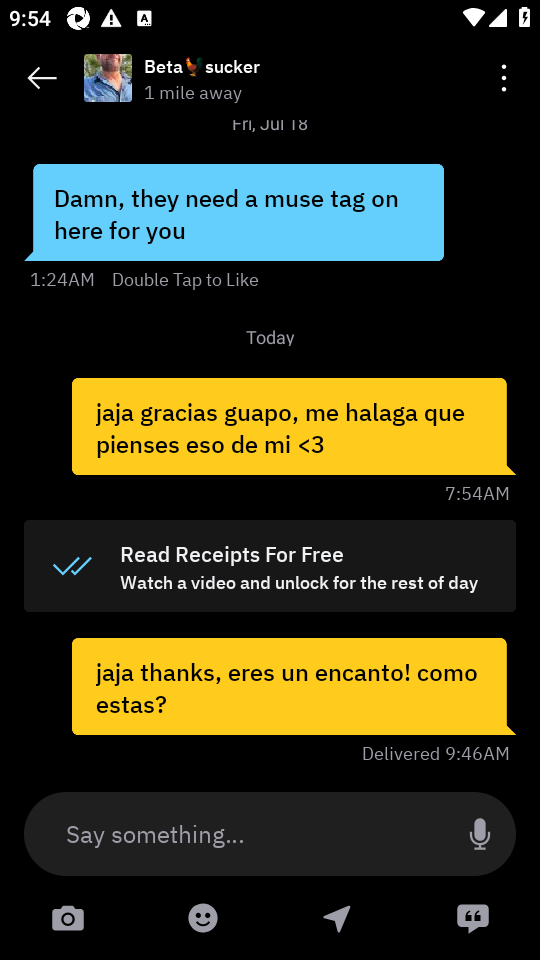 9:54
Beta🐓sucker
1 mile away
Fri, Jul 18
Damn, they need a muse tag on
here for you
1:24AM Double Tap to Like
Today
jaja gracias guapo, me halaga que
pienses eso de mi <3
7:54AM
Read Receipts For Free
Watch a video and unlock for the rest of day
jaja thanks, eres un encanto! como
estas?
Delivered 9:46AM
Say something...